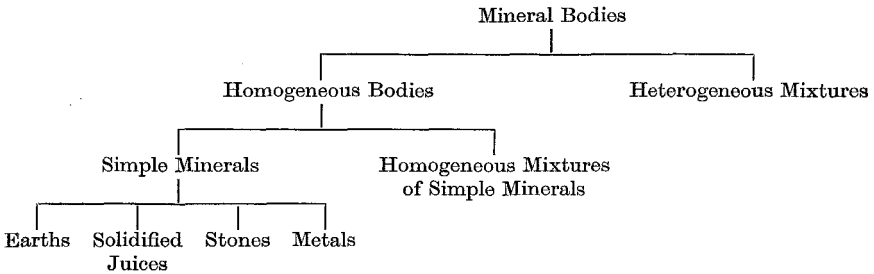 Mineral Bodies
Homogeneous Bodies
Heterogeneous Mixtures
Simple Minerals
Homogeneous Mixtures
of Simple Minerals
Earths
Solidified
Juices
Stones
Metals